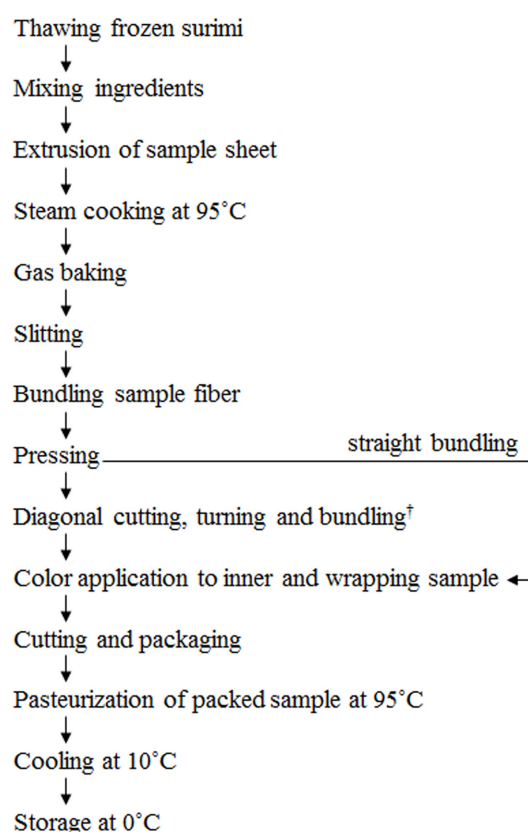 Thawing frozen surimi
Mixing ingredients
Extrusion of sample sheet
Steam cooking at 95˚C
Gas baking
Slitting
Bundling sample fiber
Pressing
straight bundling
Diagonal cutting, turning and bundling†
Color application to inner and wrapping sample
Cutting and packaging
Pasteurization of packed sample at 95˚C
Cooling at 10˚C
Storage at 0˚C